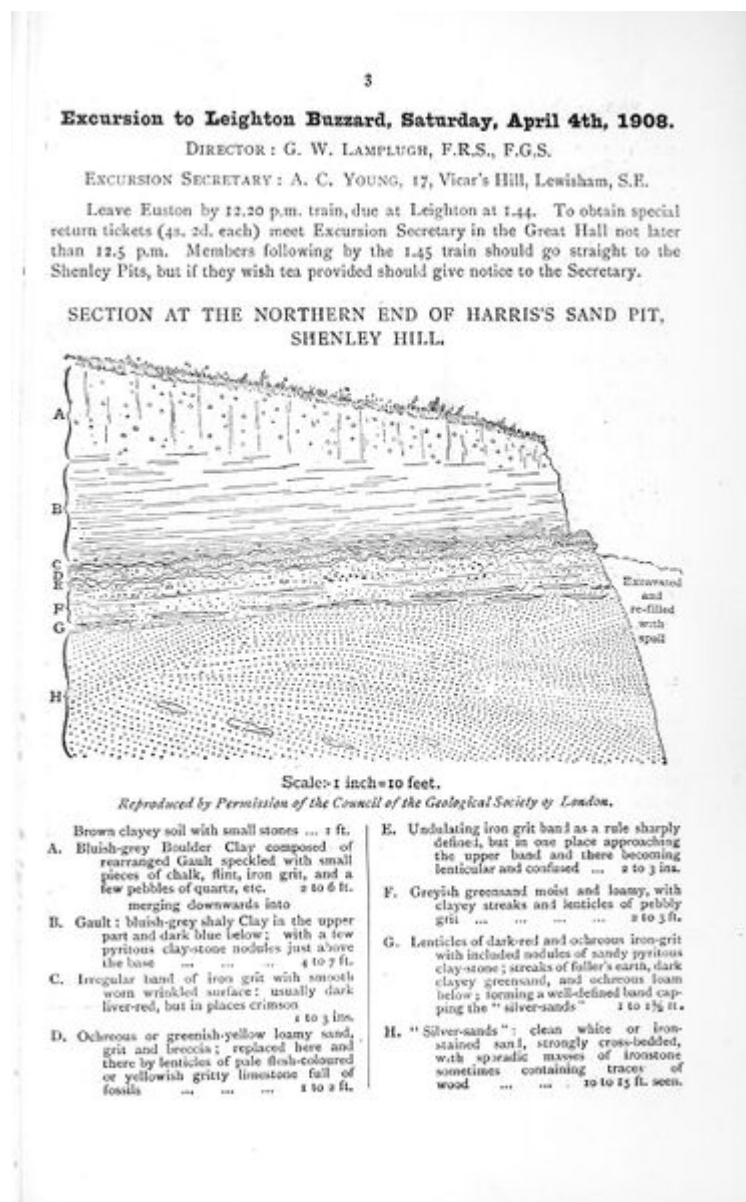 3
Excursion to Leighton Buzzard, Saturday, April 4th, 1908.
DIRECTOR : G. W. LAMPLUGH, F.R.S., F.G.S.
EXCURSION SECRETARY : A. C. YOUNG, 17, Vicar's Hill, Lewisham, S.E.
Leave Euston by 12.20 p.m. train, due at Leighton at 1.44. To obtain special
return tickets (4s. 2d. each) meet Excursion Secretary in the Great Hall not later
than 12.5 p.m. Members following by the 1.45 train should go straight to the
Shenley Pits, but if they wish tea provided should give notice to the Secretary.
SECTION AT THE NORTHERN END OF HARRIS'S SAND PIT,
SHENLEY HILL.
A
B
C
D
E
F
G
H
Excavated
and
re-filled
with
spoil
Scale:-1 inch=10 feet.
Reproduced by Permission of the Council of the Geological Society of London.
Brown clayey soil with small stones ... 1 ft.
A. Bluish-grey Boulder Clay composed of
rearranged Gault speckled with small
pieces of chalk, flint, iron grit, and a
few pebbles of quartz, etc. 2 to 6 ft.
merging downwards into
B. Gault : bluish-grey shaly Clay in the upper
part and dark blue below ; with a few
pyritous clay-stone nodules just above
the base ... ... ... 4 to 7 ft.
C. Irregular band of iron grit with smooth
worn wrinkled surface : usually dark
liver-red, but in places crimson
1 to 3 ins.
D. Ochreous or greenish-yellow loamy sand,
grit and breccia ; replaced here and
there by lenticles of pale flesh-coloured
or yellowish gritty limestone full of
fossils ... ... ... 1 to 2 ft.
E. Undulating iron grit band as a rule sharply
defined, but in one place approaching
the upper band and there becoming
lenticular and confused ... 2 to 3 ins.
F. Greyish greensand moist and loamy, with
clayey streaks and lenticles of pebbly
grit ... ... ... ... 2 to 3 ft.
G. Lenticles of dark-red and ochreous iron-grit
with included nodules of sandy pyritous
clay-stone ; streaks of fuller's earth, dark
clayey greensand, and ochreous loam
below ; forming a well-defined band cap-
ping the "silver-sands" 1 to 1½ ft.
H. "Silver-sands" : clean white or iron-
stained sand, strongly cross-bedded,
with sporadic masses of ironstone
sometimes containing traces of
wood ... ... 10 to 15 ft. seen.